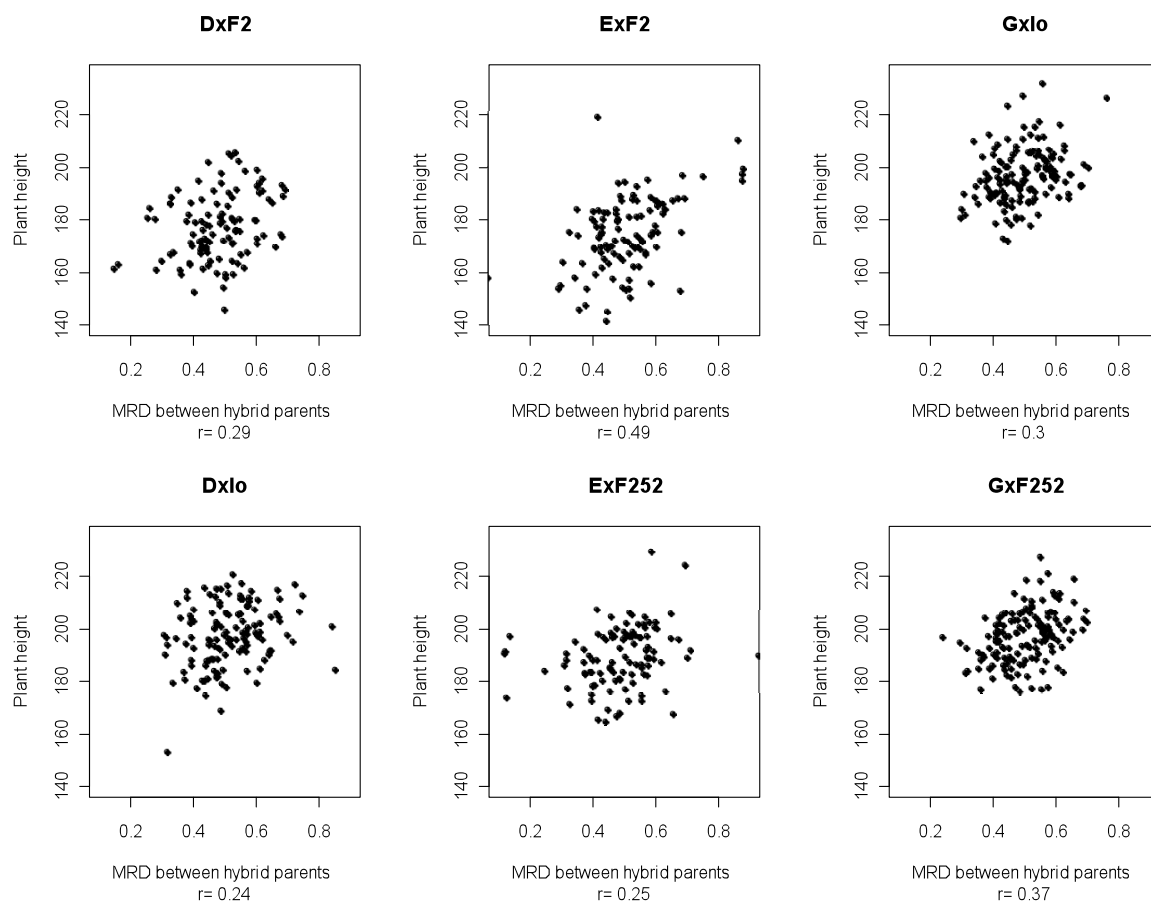 DxF2
Plant height
140 160 180 200 220
0.2 0.4 0.6 0.8
MRD between hybrid parents
r= 0.29
ExF2
Plant height
140 160 180 200 220
0.2 0.4 0.6 0.8
MRD between hybrid parents
r= 0.49
GxIo
Plant height
140 160 180 200 220
0.2 0.4 0.6 0.8
MRD between hybrid parents
r= 0.3
DxIo
Plant height
140 160 180 200 220
0.2 0.4 0.6 0.8
MRD between hybrid parents
r= 0.24
ExF252
Plant height
140 160 180 200 220
0.2 0.4 0.6 0.8
MRD between hybrid parents
r= 0.25
GxF252
Plant height
140 160 180 200 220
0.2 0.4 0.6 0.8
MRD between hybrid parents
r= 0.37